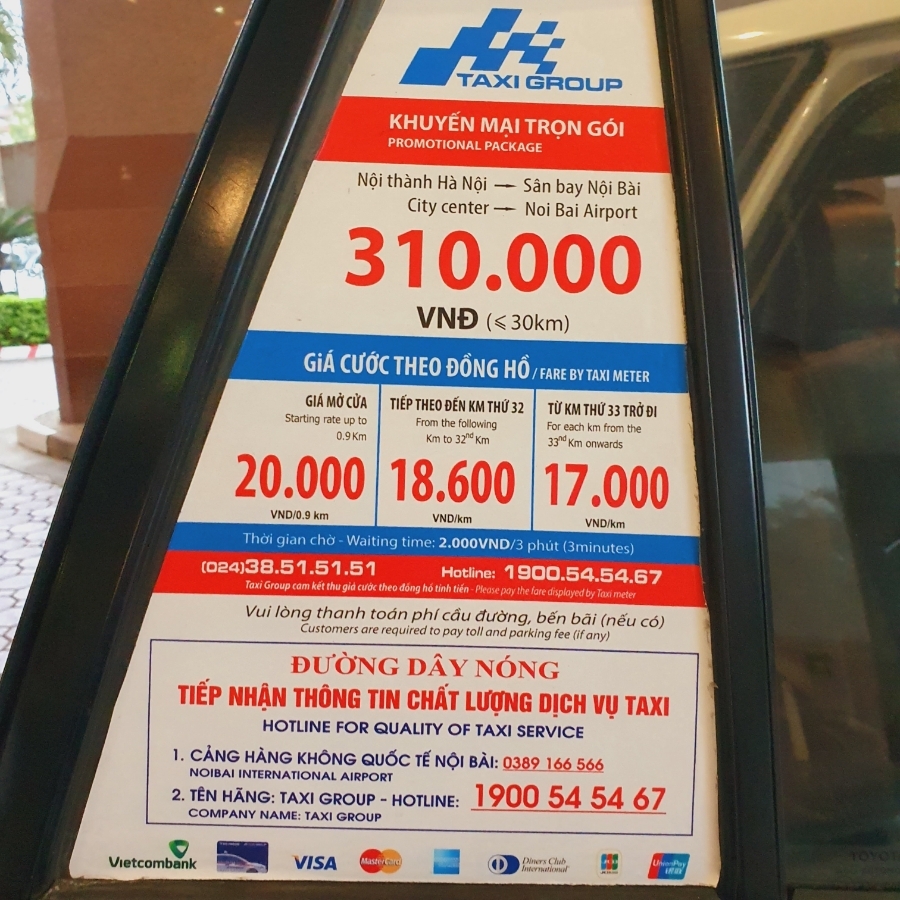 TAXI GROUP
KHUYẾN MẠI TRỌN GÓI
PROMOTIONAL PACKAGE
Nội thành Hà Nội → Sân bay Nội Bài
City center → Noi Bai Airport
310.000
VNĐ (⩽30km)
GiÁ CƯỚC THEO ĐỒNG HỒ / FARE BY TAXI METER
GIÁ MỞ CỬA
Starting rate up to
0.9 Km
20.000
VND/0.9 km
TIẾP THEO ĐẾN KM THỨ 32
From the following
Km to 32nd Km
18.600
VND/km
TỪ KM THỨ 33 TRỞ ĐI
For each km from the
33nd Km onwards
17.000
VND/km
Thời gian chờ - Waiting time: 2.000VND/3 phút (3minutes)
(024)38.51.51.51 Hotline: 1900.54.54.67
Taxi Group cam kết thu giá cước theo đồng hồ tính tiền - Please pay the fare displayed by Taxi meter
Vui lòng thanh toán phí cầu đường, bến bãi (nếu có)
Customers are required to pay toll and parking fee (if any)
ĐƯỜNG DÂY NÓNG
TIẾP NHẬN THÔNG TIN CHẤT LƯỢNG DỊCH VỤ TAXI
HOTLINE FOR QUALITY OF TAXI SERVICE
1. CẢNG HÀNG KHÔNG QUỐC TẾ NỘI BÀI: 0389 166 566
NOIBAI INTERNATIONAL AIRPORT
2. TÊN HÃNG: TAXI GROUP - HOTLINE: 1900 54 54 67
COMPANY NAME: TAXI GROUP
Vietcombank VISA MasterCard Diners Club International JCB UnionPay 银联